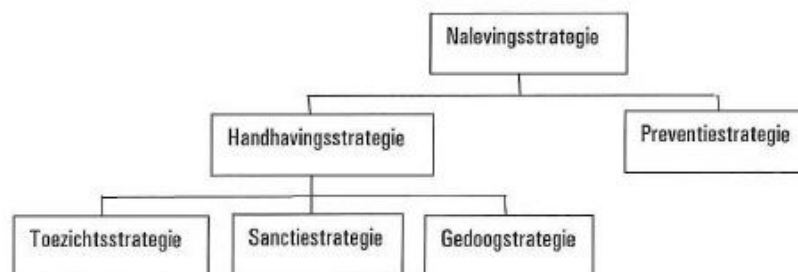 Nalevingsstrategie
Handhavingsstrategie
Preventiestrategie
Toezichtsstrategie
Sanctiestrategie
Gedoogstrategie